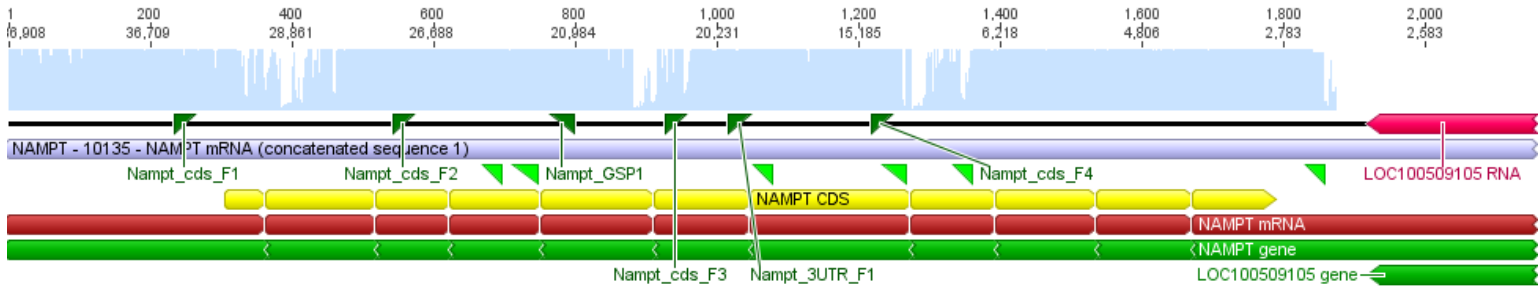 1 200 400 600 800 1,000 1,200 1,400 1,600 1,800 2,000
6,908 36,709 28,861 26,688 20,984 20,231 15,185 6,218 4,806 2,783 2,583
NAMPT - 10135 - NAMPT mRNA (concatenated sequence 1)
Nampt_cds_F1 Nampt_cds_F2 Nampt_GSP1 Nampt_cds_F4 LOC100509105 RNA
NAMPT CDS
NAMPT mRNA
NAMPT gene
Nampt_cds_F3 Nampt_3UTR_F1 LOC100509105 gene